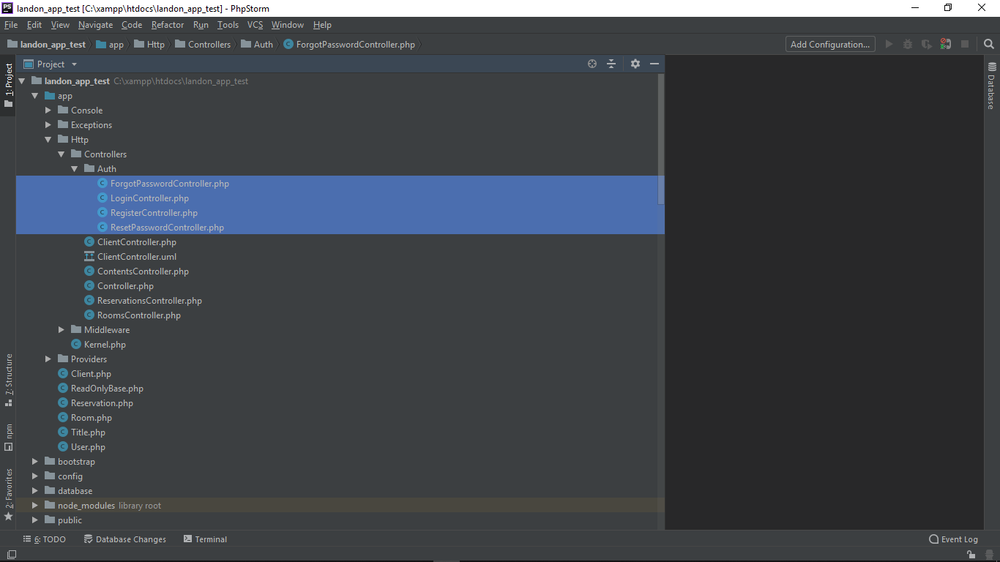 PS landon_app_test [C:\xampp\htdocs\landon_app_test] - PhpStorm
File Edit View Navigate Code Refactor Run Tools VCS Window Help
landon_app_test app Http Controllers Auth ForgotPasswordController.php Add Configuration...
1: Project
Project
landon_app_test C:\xampp\htdocs\landon_app_test
app
Console
Exceptions
Http
Controllers
Auth
C ForgotPasswordController.php
C LoginController.php
C RegisterController.php
C ResetPasswordController.php
C ClientController.php
ClientController.uml
C ContentsController.php
C Controller.php
C ReservationsController.php
C RoomsController.php
Middleware
C Kernel.php
Providers
C Client.php
C ReadOnlyBase.php
C Reservation.php
C Room.php
C Title.php
C User.php
bootstrap
config
database
node_modules library root
public
7: Structure
npm
2: Favorites
Database
6: TODO Database Changes Terminal Event Log